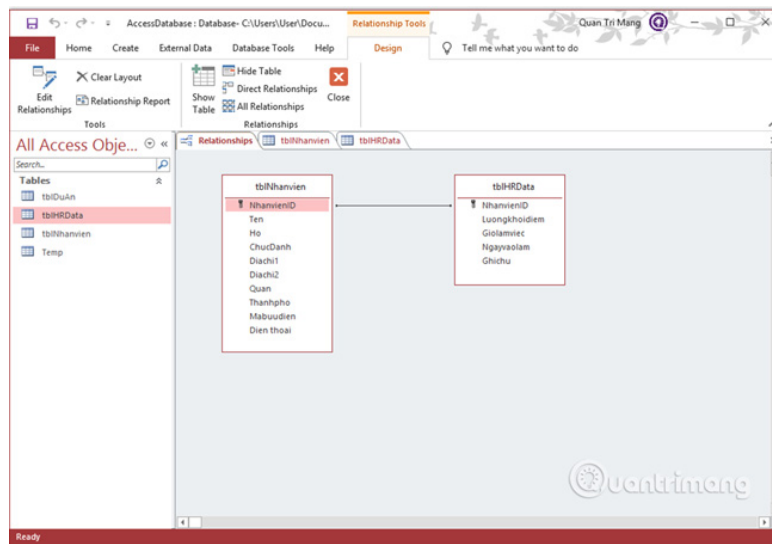 AccessDatabase : Database- C:\Users\User\Docu... Relationship Tools Quan Tri Mang
File Home Create External Data Database Tools Help Design Tell me what you want to do
Edit Relationships
Clear Layout
Relationship Report
Tools
Show Table
Hide Table
Direct Relationships
All Relationships
Close
Relationships
All Access Obje...
Search...
Tables
tblDuAn
tblHRData
tblNhanvien
Temp
Relationships tblNhanvien tblHRData
tblNhanvien
NhanvienID
Ten
Ho
ChucDanh
Diachi1
Diachi2
Quan
Thanhpho
Mabuudien
Dien thoai
tblHRData
NhanvienID
Luongkhoidiem
Giolamviec
Ngayvaolam
Ghichu
Quantrimang
Ready